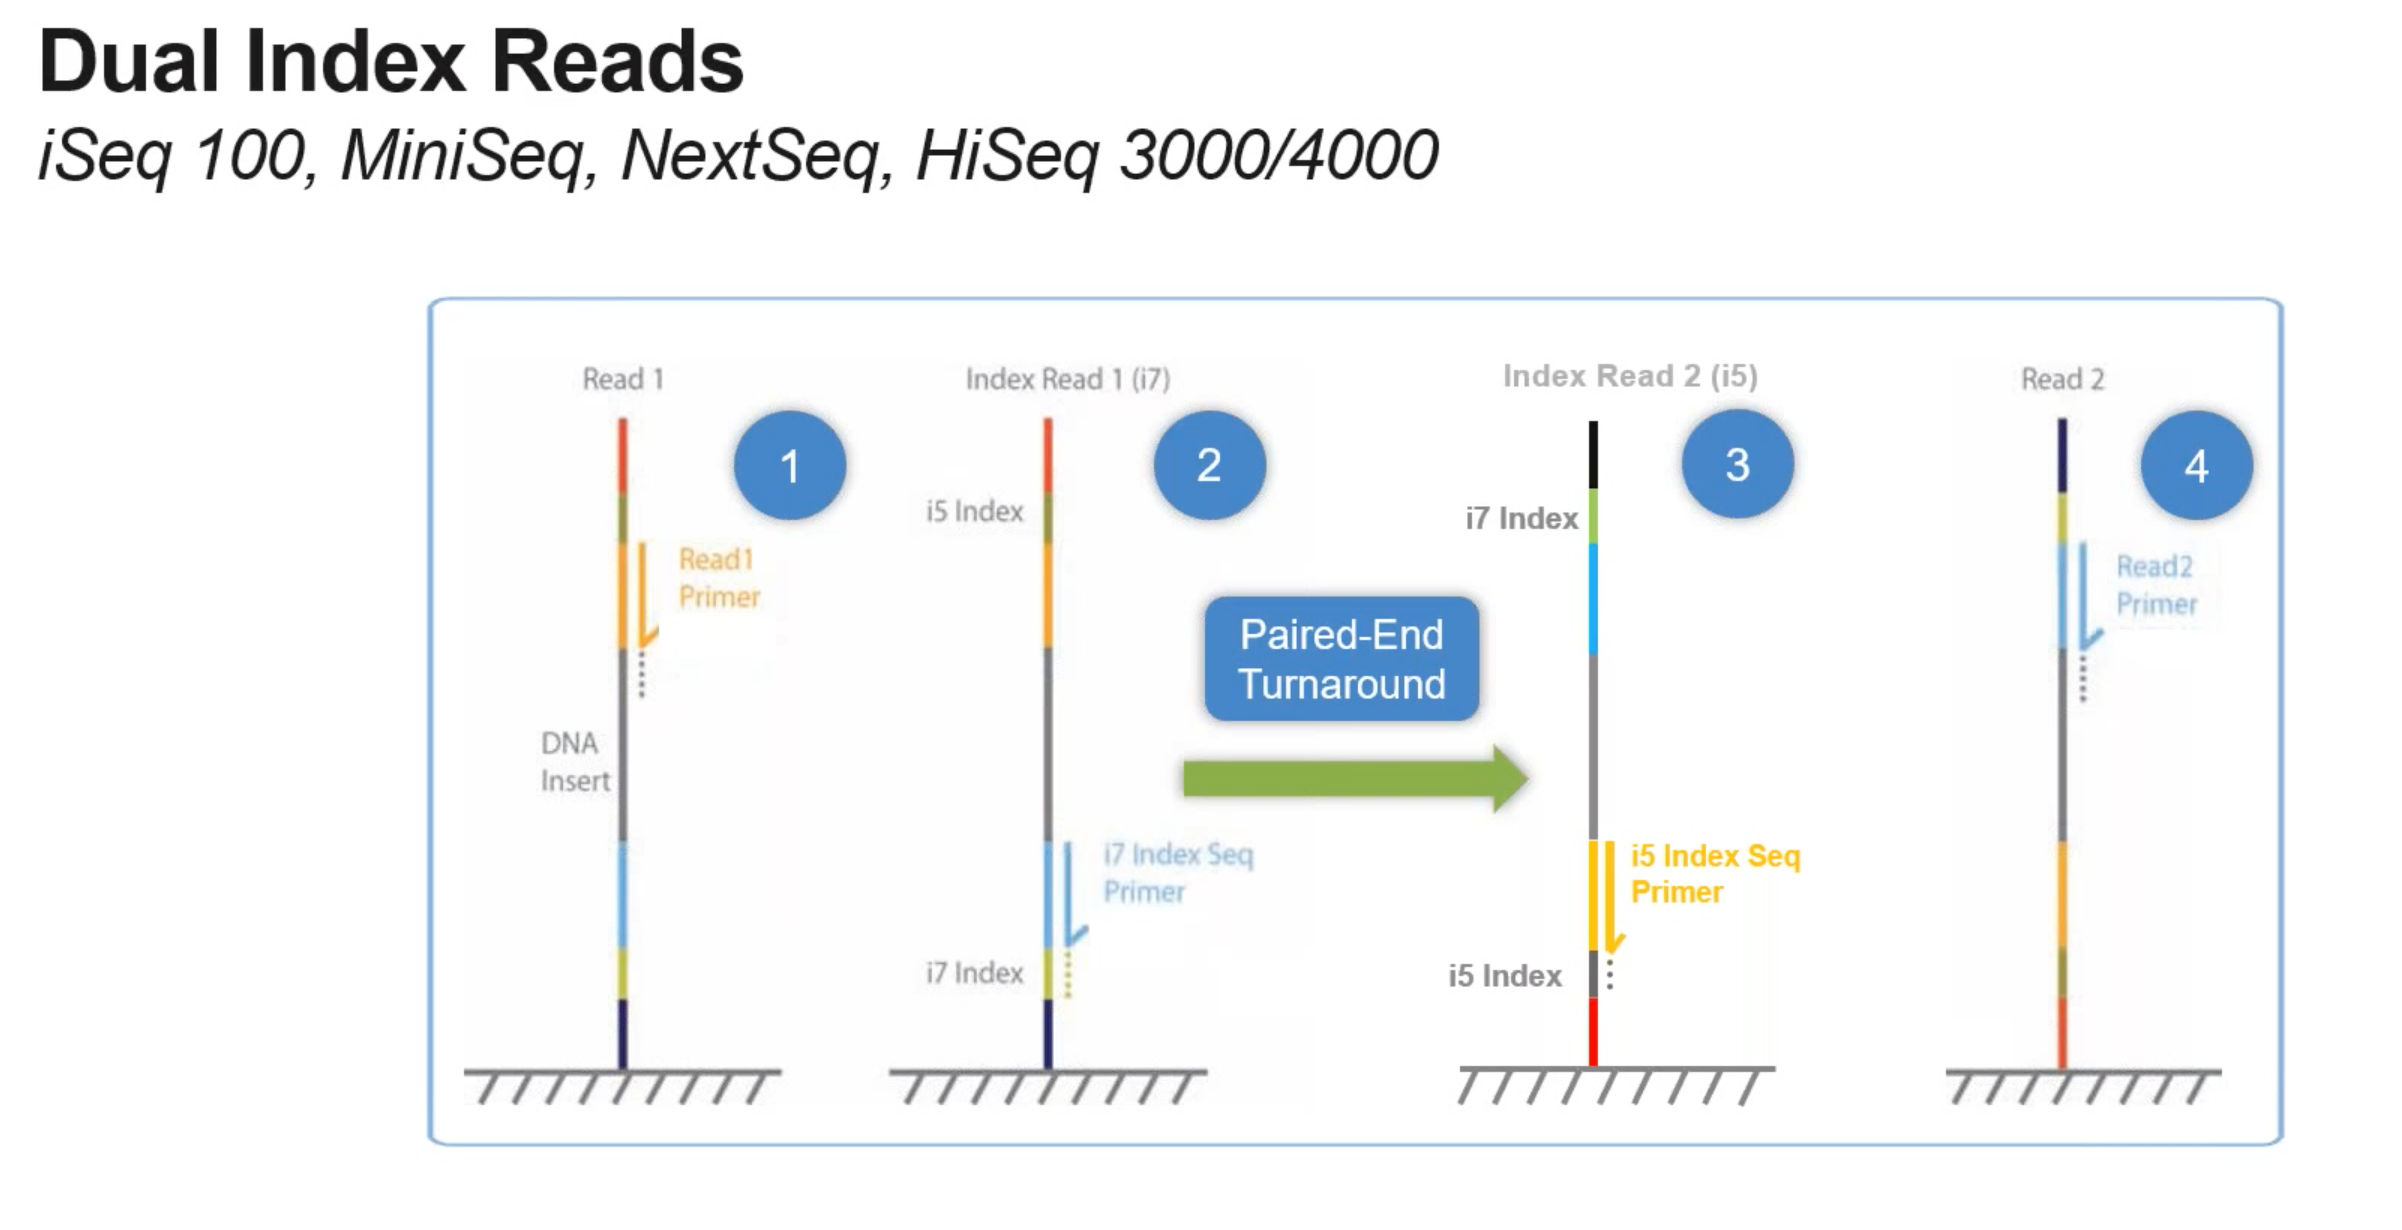 Dual Index Reads
iSeq 100, MiniSeq, NextSeq, HiSeq 3000/4000
Read 1
1
Read1
Primer
DNA
Insert
Index Read 1 (i7)
2
i5 Index
i7 Index Seq
Primer
i7 Index
Paired-End
Turnaround
Index Read 2 (i5)
3
i7 Index
i5 Index Seq
Primer
i5 Index
Read 2
4
Read2
Primer